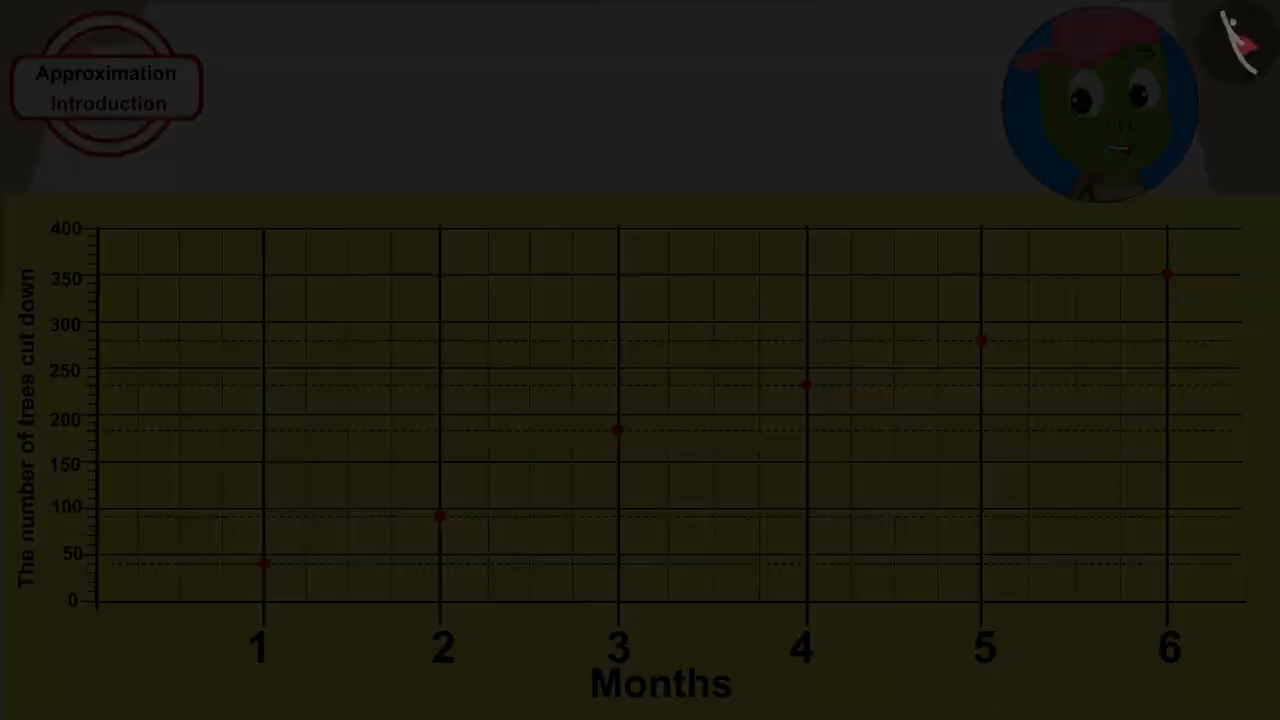 Approximation
Introduction
400
350
300
250
200
150
100
50
0
The number of trees cut down
1 2 3 4 5 6
Months